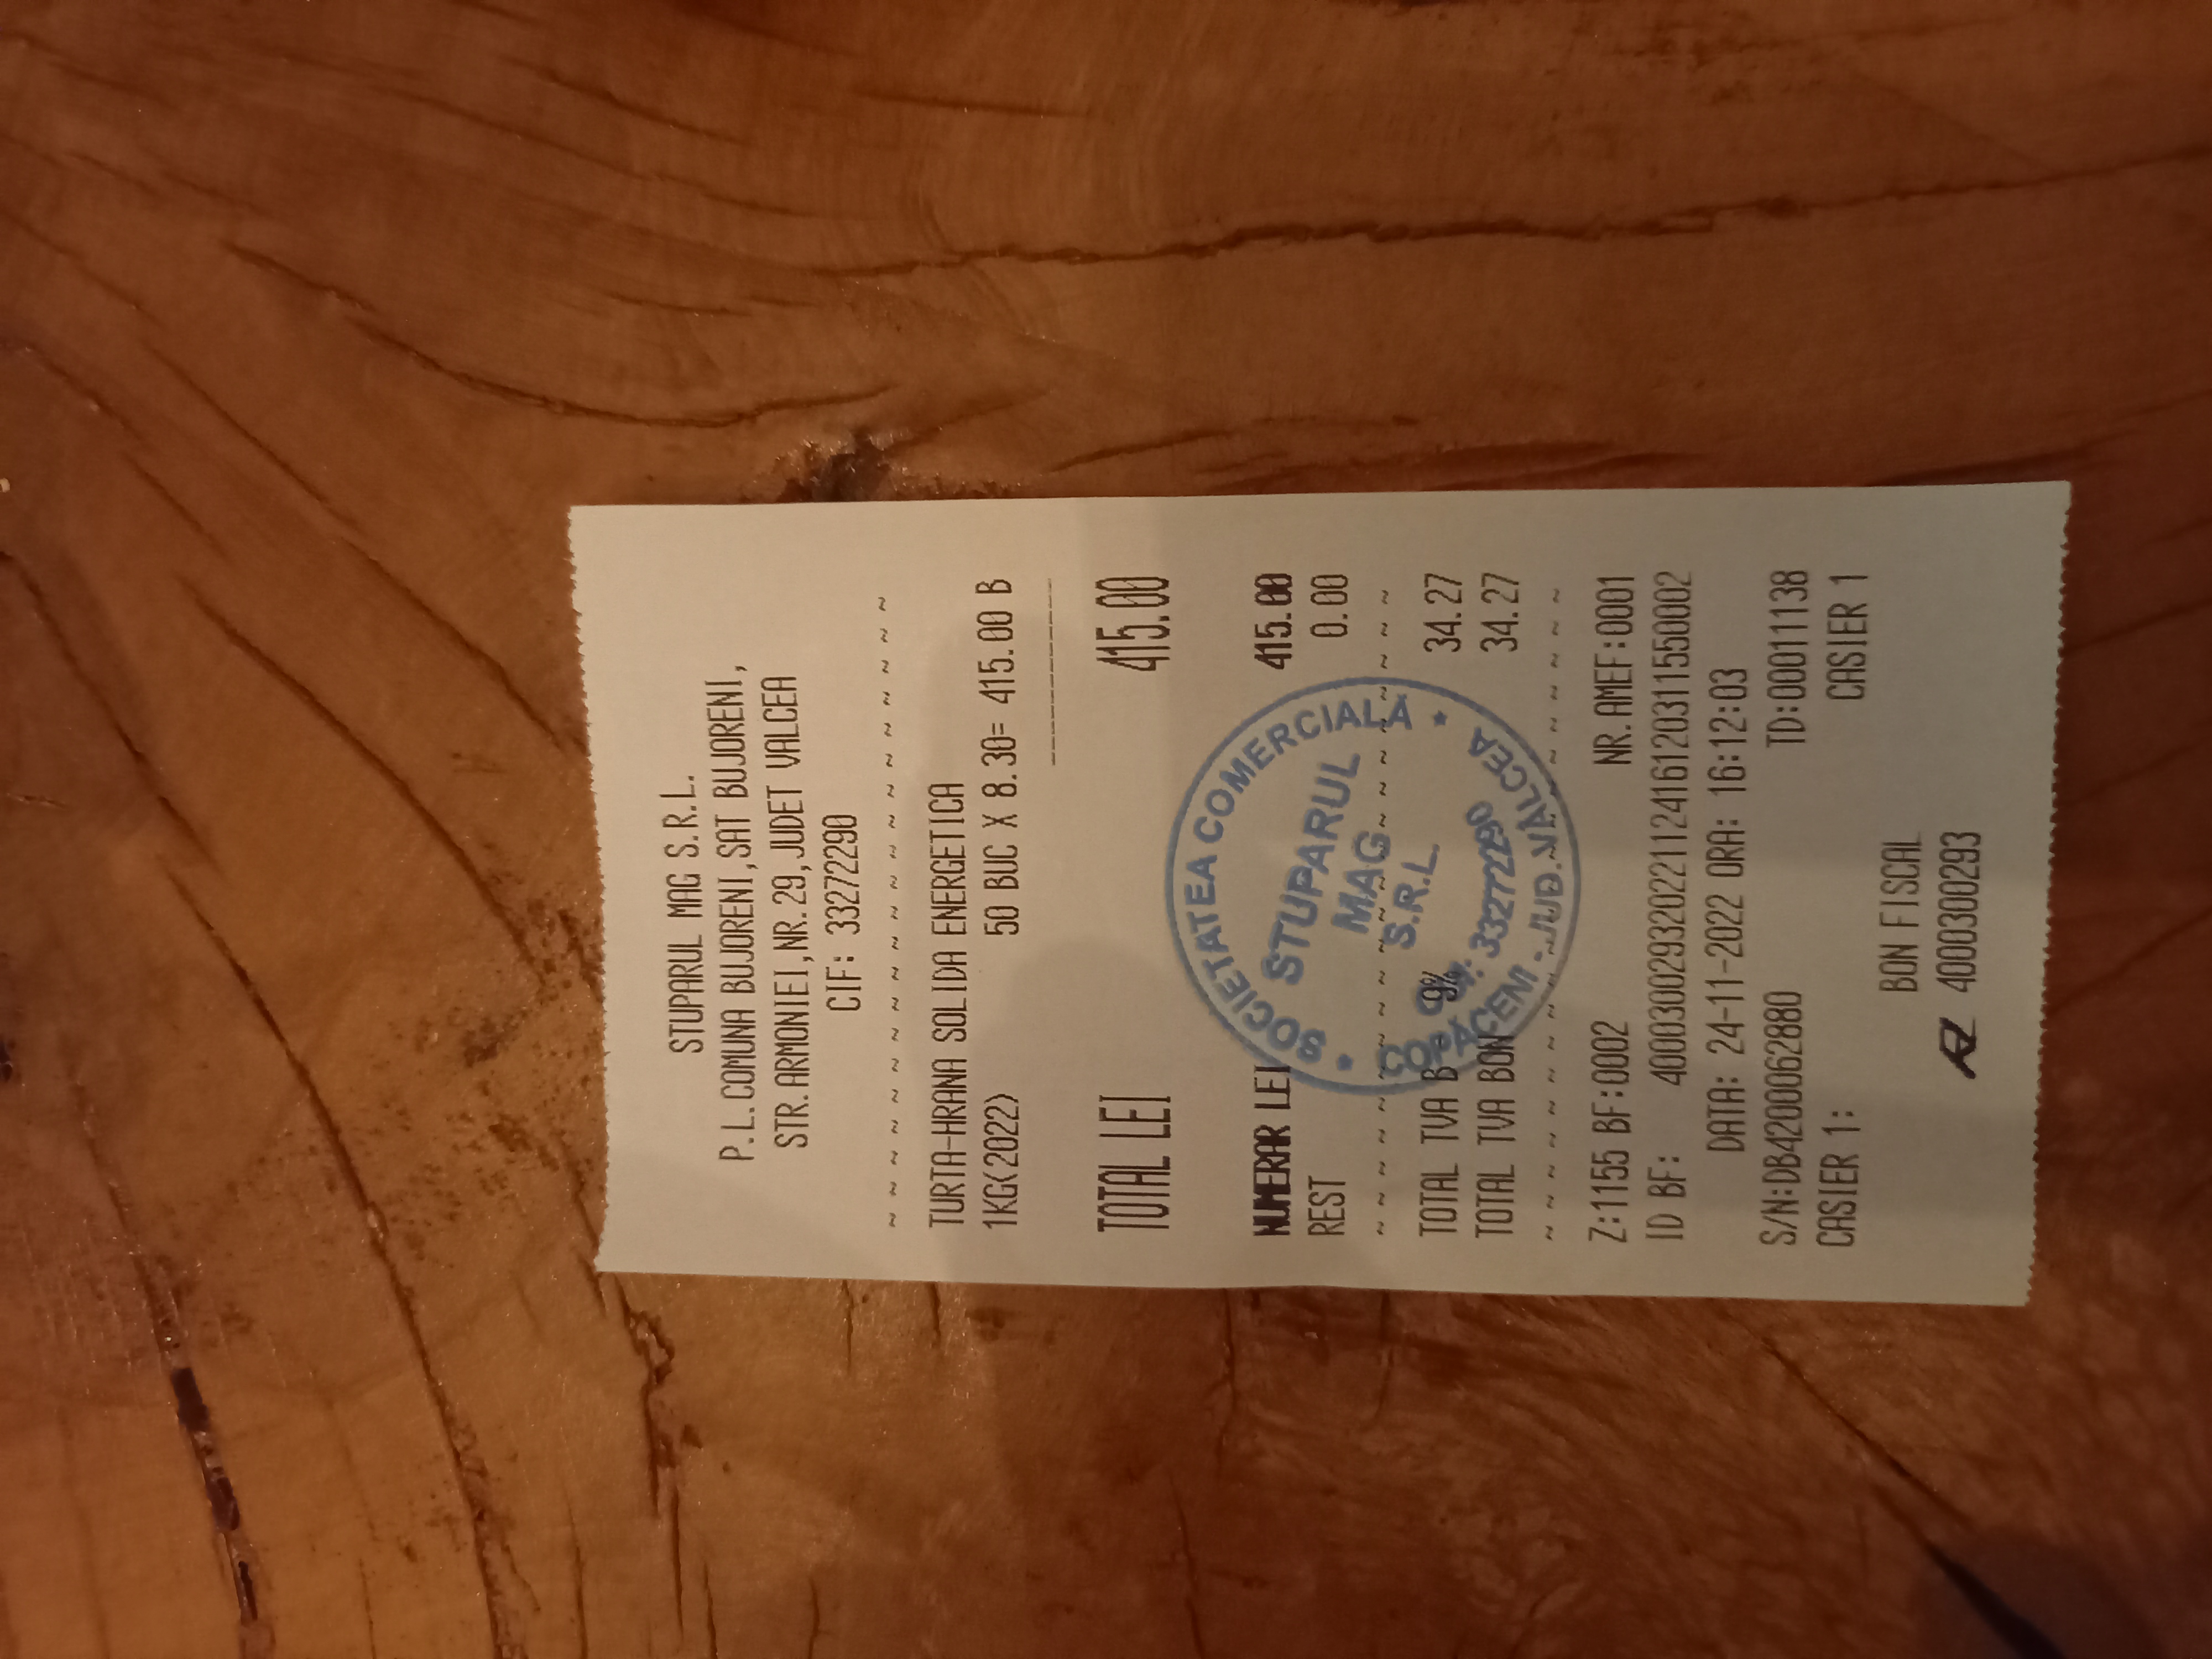 STUPARUL MAG S.R.L.
P.L.COMUNA BUJORENI,SAT BUJORENI,
STR.ARMONIEI,NR.29,JUDET VALCEA
CIF: 33272290
~ ~ ~ ~ ~ ~ ~ ~ ~ ~ ~ ~ ~ ~ ~ ~ ~ ~ ~ ~ ~
TURTA-HRANA SOLIDA ENERGETICA
1KG(2022)
50 BUC X 8.30= 415.00 B
TOTAL LEI 415.00
NUMERAR LEI 415.00
REST 0.00
~ ~ ~ ~ ~ ~ ~ ~ ~ ~ ~ ~ ~ ~ ~ ~ ~ ~ ~ ~ ~
TOTAL TVA B - 9% 34.27
TOTAL TVA BON 34.27
~ ~ ~ ~ ~ ~ ~ ~ ~ ~ ~ ~ ~ ~ ~ ~ ~ ~ ~ ~ ~
Z:1155 BF:0002 NR.AMEF:0001
ID BF: 40003002932022112416120311550002
DATA: 24-11-2022 ORA: 16:12:03
S/N:DB4200062880 TD:00011138
CASIER 1: CASIER 1
BON FISCAL
4000300293
* SOCIETATEA COMERCIALĂ *
STUPARUL
MAG
S.R.L.
33272290
COPĂCENI - JUD.VÂLCEA